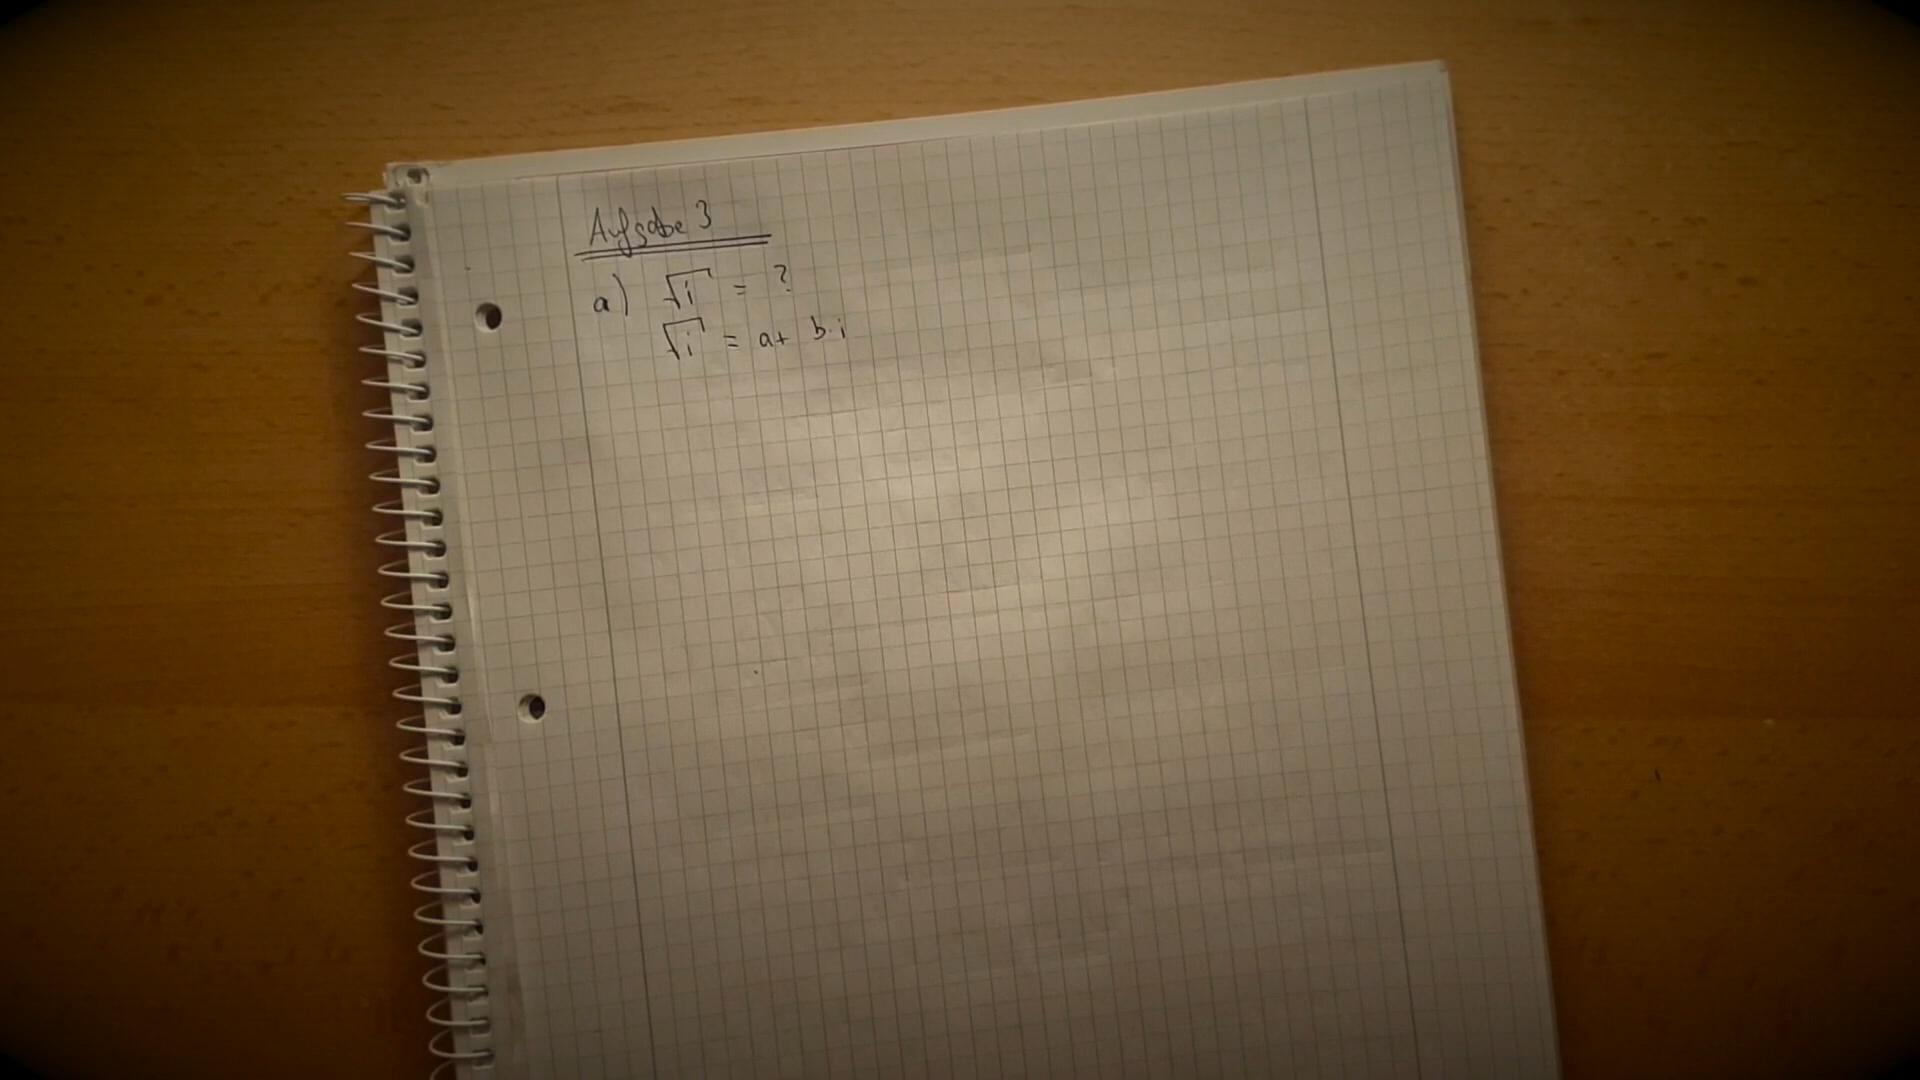 Aufgabe 3
a) √i = ?
√i = a + b·i